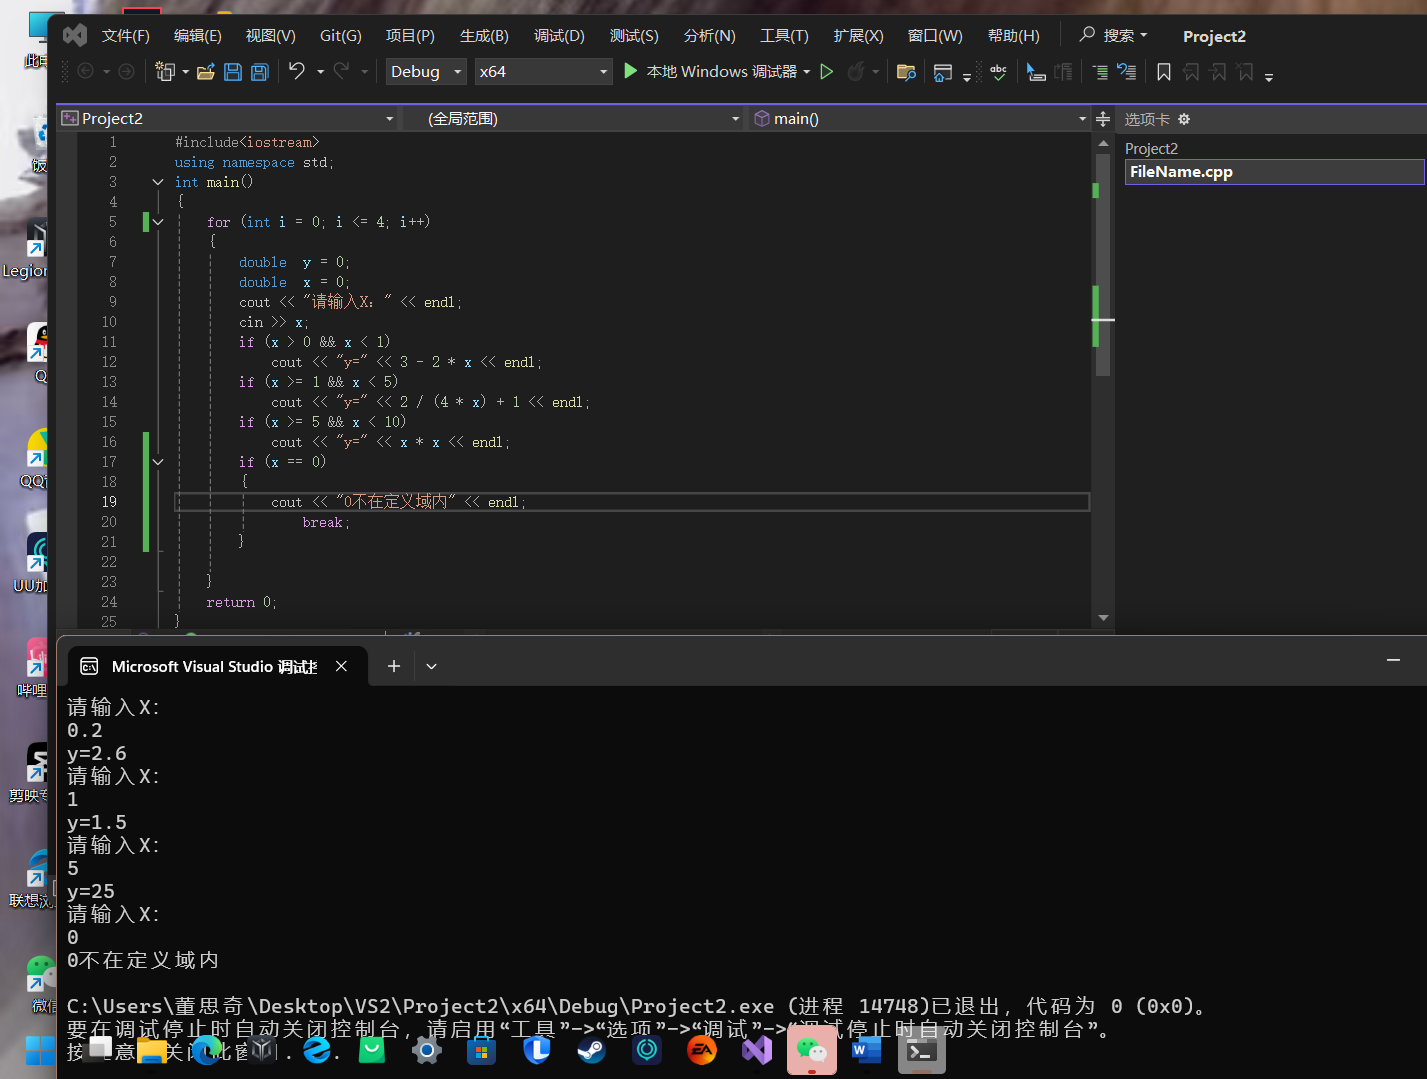 文件(F) 编辑(E) 视图(V) Git(G) 项目(P) 生成(B) 调试(D) 测试(S) 分析(N) 工具(T) 扩展(X) 窗口(W) 帮助(H) 搜索 Project2
Debug x64 本地 Windows 调试器 abc
Project2 (全局范围) main() 选项卡
Project2
FileName.cpp
1 #include<iostream>
2 using namespace std;
3 int main()
4 {
5 for (int i = 0; i <= 4; i++)
6 {
7 double  y = 0;
8 double  x = 0;
9 cout << "请输入X：" << endl;
10 cin >> x;
11 if (x > 0 && x < 1)
12 cout << "y=" << 3 - 2 * x << endl;
13 if (x >= 1 && x < 5)
14 cout << "y=" << 2 / (4 * x) + 1 << endl;
15 if (x >= 5 && x < 10)
16 cout << "y=" << x * x << endl;
17 if (x == 0)
18 {
19 cout << "0不在定义域内" << endl;
20 break;
21 }
22
23 }
24 return 0;
25 }
Microsoft Visual Studio 调试
请输入X：
0.2
y=2.6
请输入X：
1
y=1.5
请输入X：
5
y=25
请输入X：
0
0不在定义域内
C:\Users\董思奇\Desktop\VS2\Project2\x64\Debug\Project2.exe (进程 14748)已退出，代码为 0 (0x0)。
要在调试停止时自动关闭控制台，请启用“工具”->“选项”->“调试”->“调试停止时自动关闭控制台”。
按 意 关闭此窗口. .
Legion
QQ
UU加
哔哩
剪映
联想浏
微信